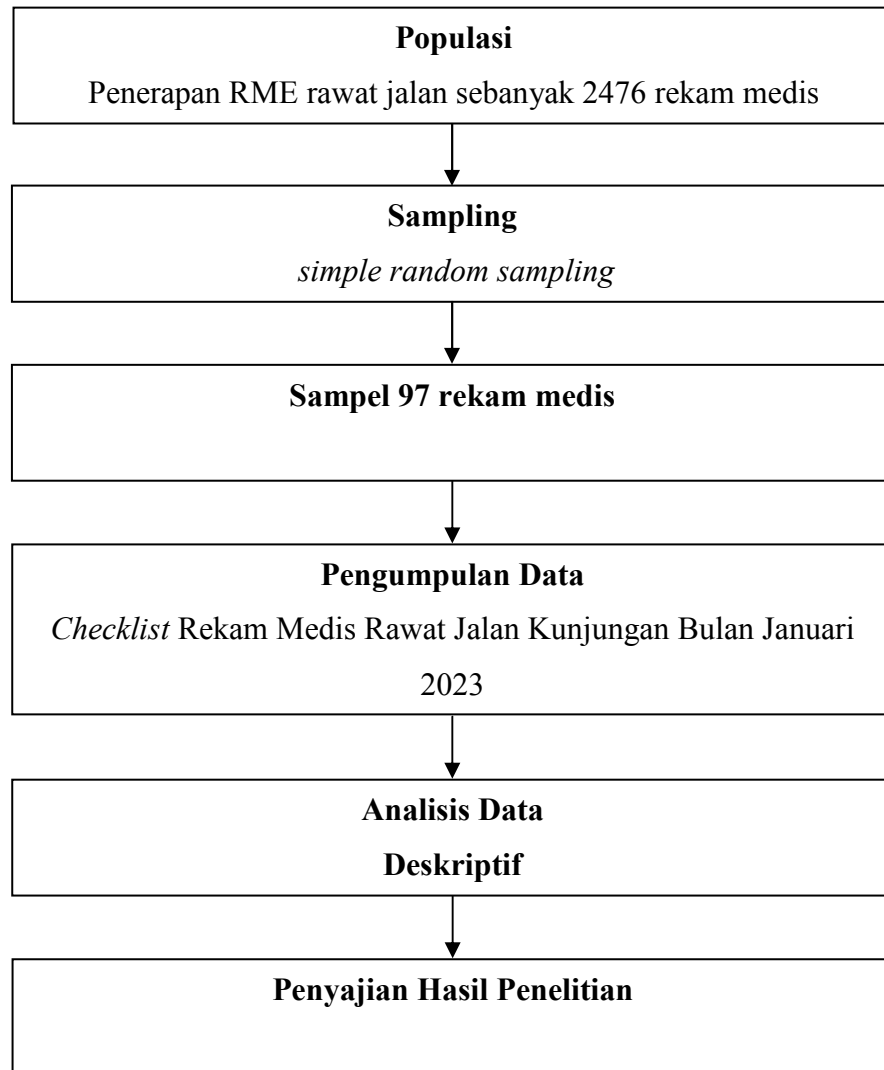 Populasi
Penerapan RME rawat jalan sebanyak 2476 rekam medis
Sampling
simple random sampling
Sampel 97 rekam medis
Pengumpulan Data
Checklist Rekam Medis Rawat Jalan Kunjungan Bulan Januari
2023
Analisis Data
Deskriptif
Penyajian Hasil Penelitian